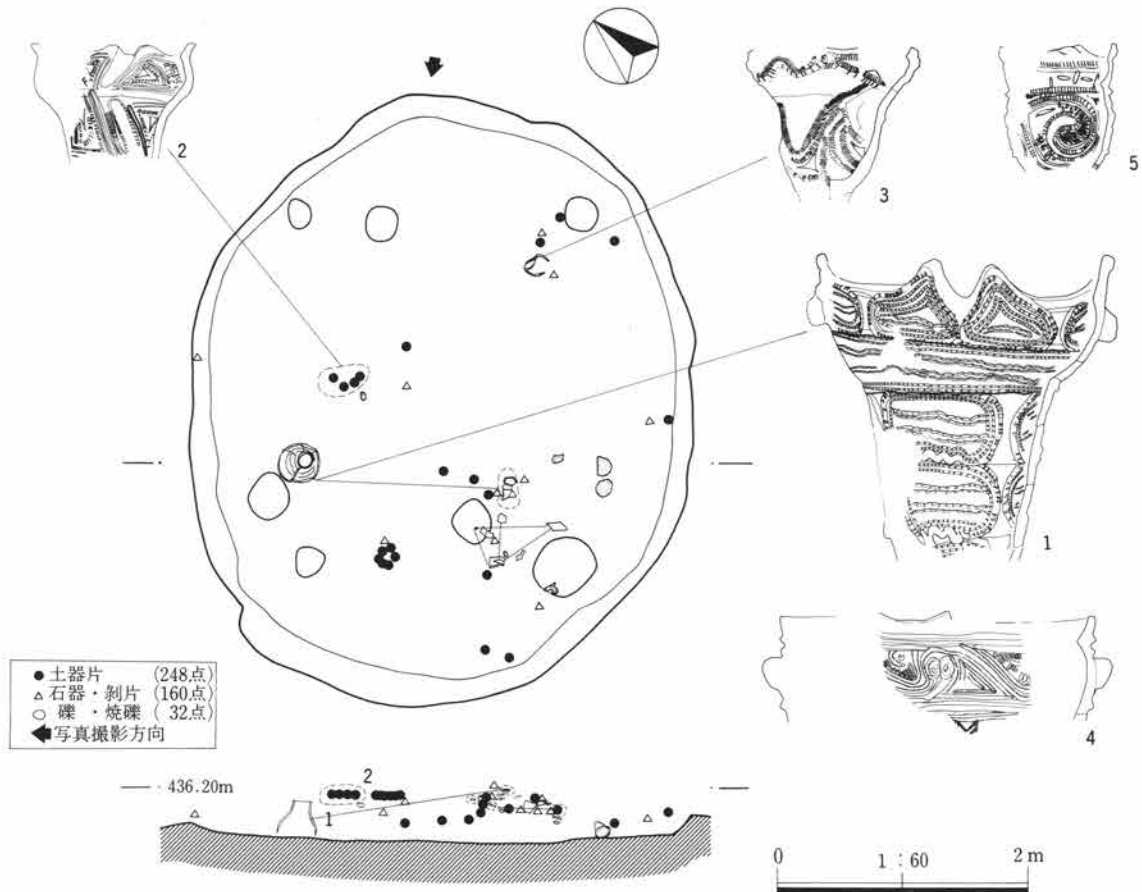 2
3
5
1
4
●土器片 (248点)
△石器・剝片 (160点)
○礫・焼礫 (32点)
←写真撮影方向
436.20m
2
1
0 1:60 2m